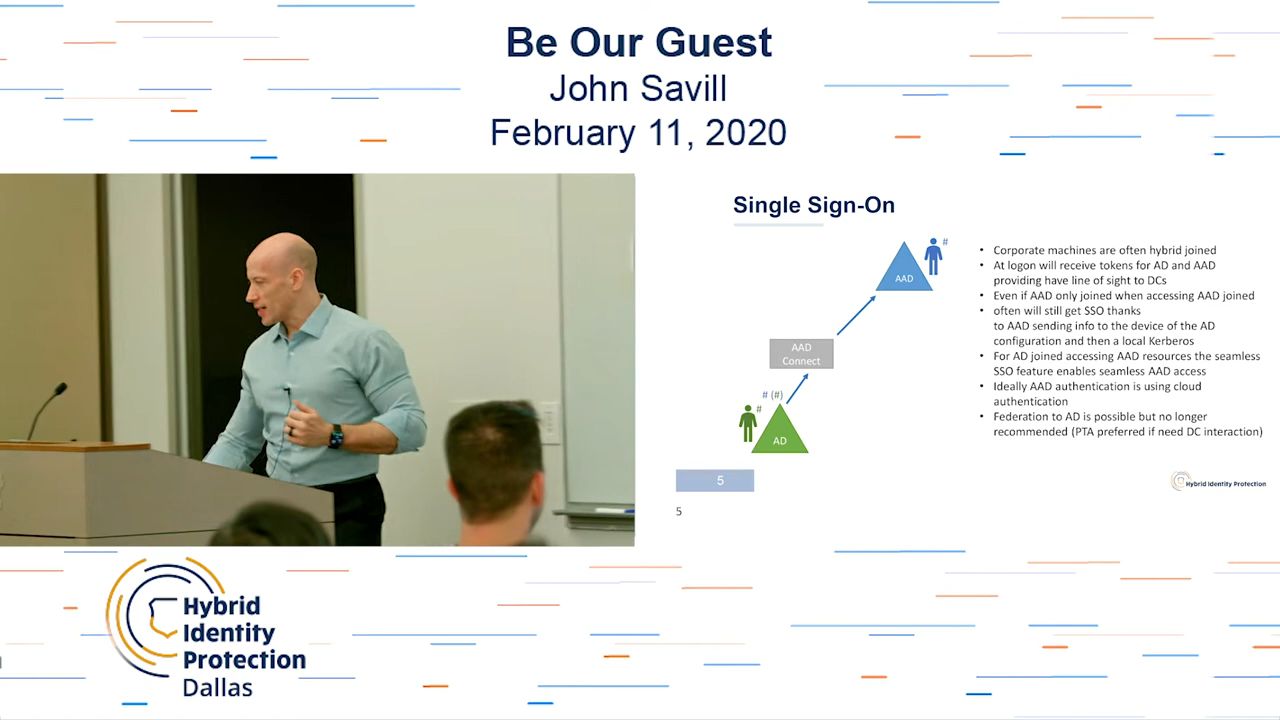 Be Our Guest
John Savill
February 11, 2020
Single Sign-On
AAD
#
AAD
Connect
# (#)
#
AD
• Corporate machines are often hybrid joined
• At logon will receive tokens for AD and AAD
providing have line of sight to DCs
• Even if AAD only joined when accessing AAD joined
• often will still get SSO thanks
to AAD sending info to the device of the AD
configuration and then a local Kerberos
• For AD joined accessing AAD resources the seamless
SSO feature enables seamless AAD access
• Ideally AAD authentication is using cloud
authentication
• Federation to AD is possible but no longer
recommended (PTA preferred if need DC interaction)
5
5
Hybrid Identity Protection
Hybrid
Identity
Protection
Dallas